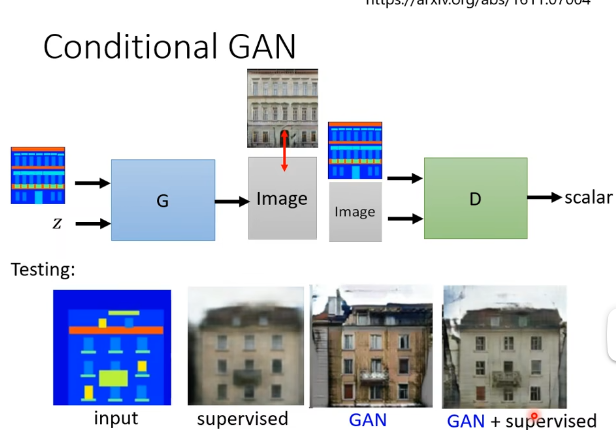 https://arxiv.org/abs/1611.07004
Conditional GAN
G
z
Image
Image
D
scalar
Testing:
input
supervised
GAN
GAN + supervised